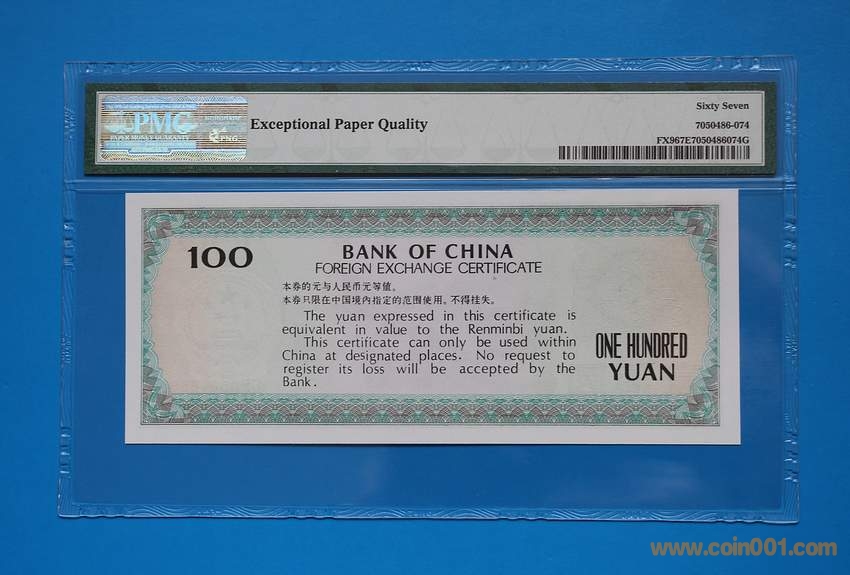 PMG
PAPER MONEY GUARANTY
PMG
Exceptional Paper Quality
Sixty Seven
7050486-074
FX967E7050486074G
100
BANK OF CHINA
FOREIGN EXCHANGE CERTIFICATE
本券的元与人民币元等值。
本券只限在中国境内指定的范围使用。不得挂失。
The yuan expressed in this certificate is
equivalent in value to the Renminbi yuan.
This certificate can only be used within
China at designated places. No request to
register its loss will be accepted by the
Bank.
ONE HUNDRED
YUAN
www.coin001.com